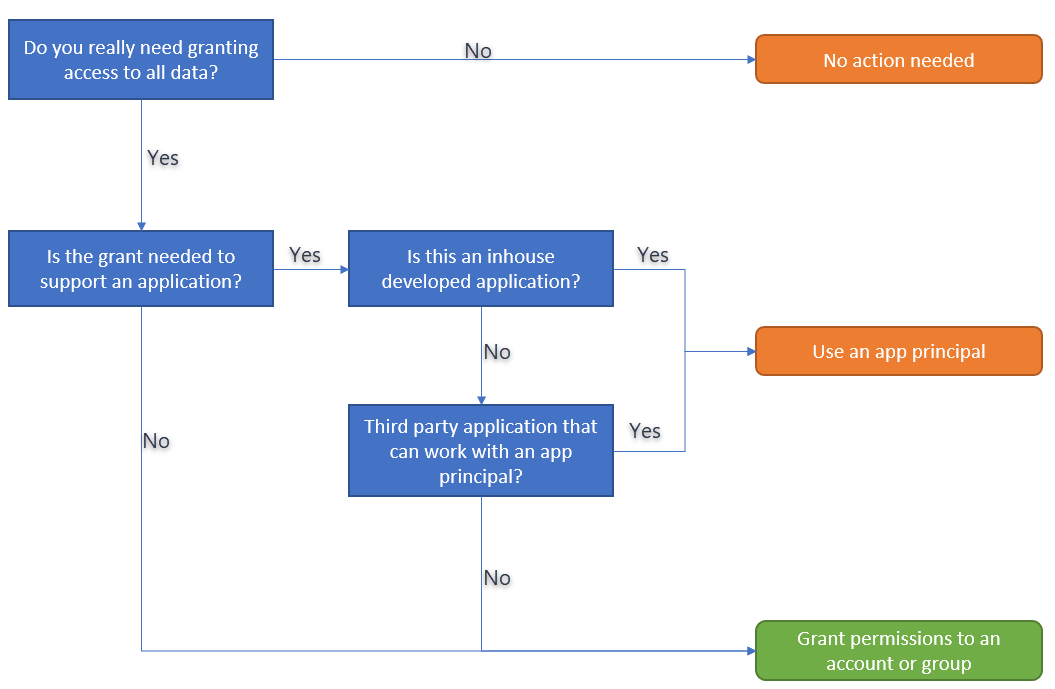 Do you really need granting
access to all data?
No
No action needed
Yes
Is the grant needed to
support an application?
Yes
Is this an inhouse
developed application?
Yes
No
Use an app principal
Third party application that
can work with an app
principal?
Yes
No
No
Grant permissions to an
account or group